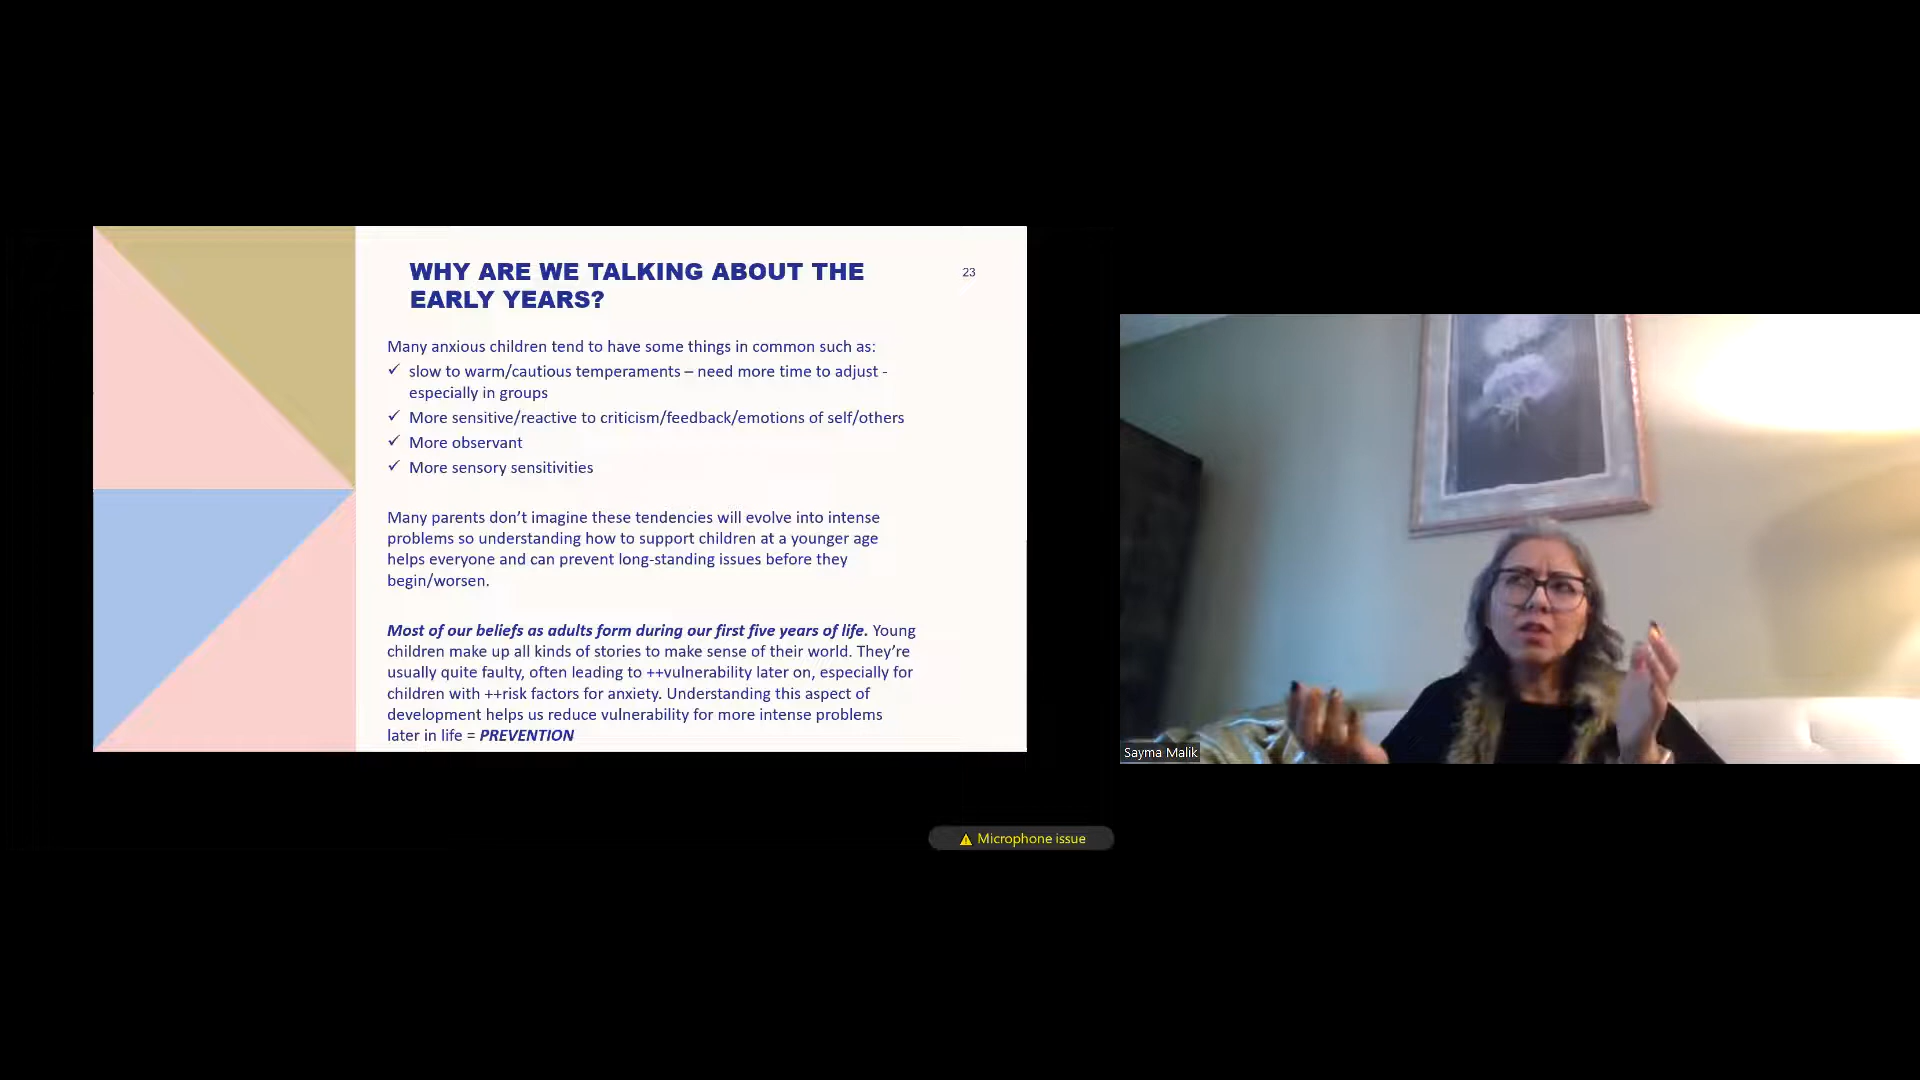 WHY ARE WE TALKING ABOUT THE
EARLY YEARS?
23
Many anxious children tend to have some things in common such as:
✓ slow to warm/cautious temperaments – need more time to adjust -
especially in groups
✓ More sensitive/reactive to criticism/feedback/emotions of self/others
✓ More observant
✓ More sensory sensitivities
Many parents don’t imagine these tendencies will evolve into intense
problems so understanding how to support children at a younger age
helps everyone and can prevent long-standing issues before they
begin/worsen.
Most of our beliefs as adults form during our first five years of life. Young
children make up all kinds of stories to make sense of their world. They’re
usually quite faulty, often leading to ++vulnerability later on, especially for
children with ++risk factors for anxiety. Understanding this aspect of
development helps us reduce vulnerability for more intense problems
later in life = PREVENTION
Sayma Malik
Microphone issue